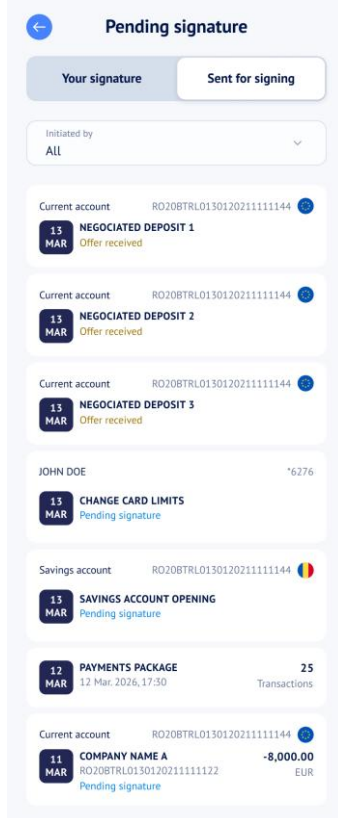 Pending signature
Your signature
Sent for signing
Initiated by
All
Current account RO20BTRL0130120211111144
13 MAR
NEGOCIATED DEPOSIT 1
Offer received
Current account RO20BTRL0130120211111144
13 MAR
NEGOCIATED DEPOSIT 2
Offer received
Current account RO20BTRL0130120211111144
13 MAR
NEGOCIATED DEPOSIT 3
Offer received
JOHN DOE *6276
13 MAR
CHANGE CARD LIMITS
Pending signature
Savings account RO20BTRL0130120211111144
13 MAR
SAVINGS ACCOUNT OPENING
Pending signature
12 MAR
PAYMENTS PACKAGE 25
12 Mar. 2026, 17:30 Transactions
Current account RO20BTRL0130120211111144
11 MAR
COMPANY NAME A -8,000.00
RO20BTRL0130120211111122 EUR
Pending signature